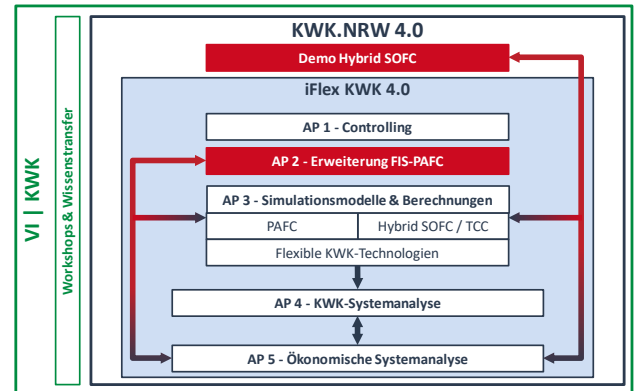 KWK.NRW 4.0
Demo Hybrid SOFC
iFlex KWK 4.0
AP 1 - Controlling
AP 2 - Erweiterung FIS-PAFC
AP 3 - Simulationsmodelle & Berechnungen
PAFC
Hybrid SOFC / TCC
Flexible KWK-Technologien
AP 4 - KWK-Systemanalyse
AP 5 - Ökonomische Systemanalyse
VI | KWK
Workshops & Wissenstransfer